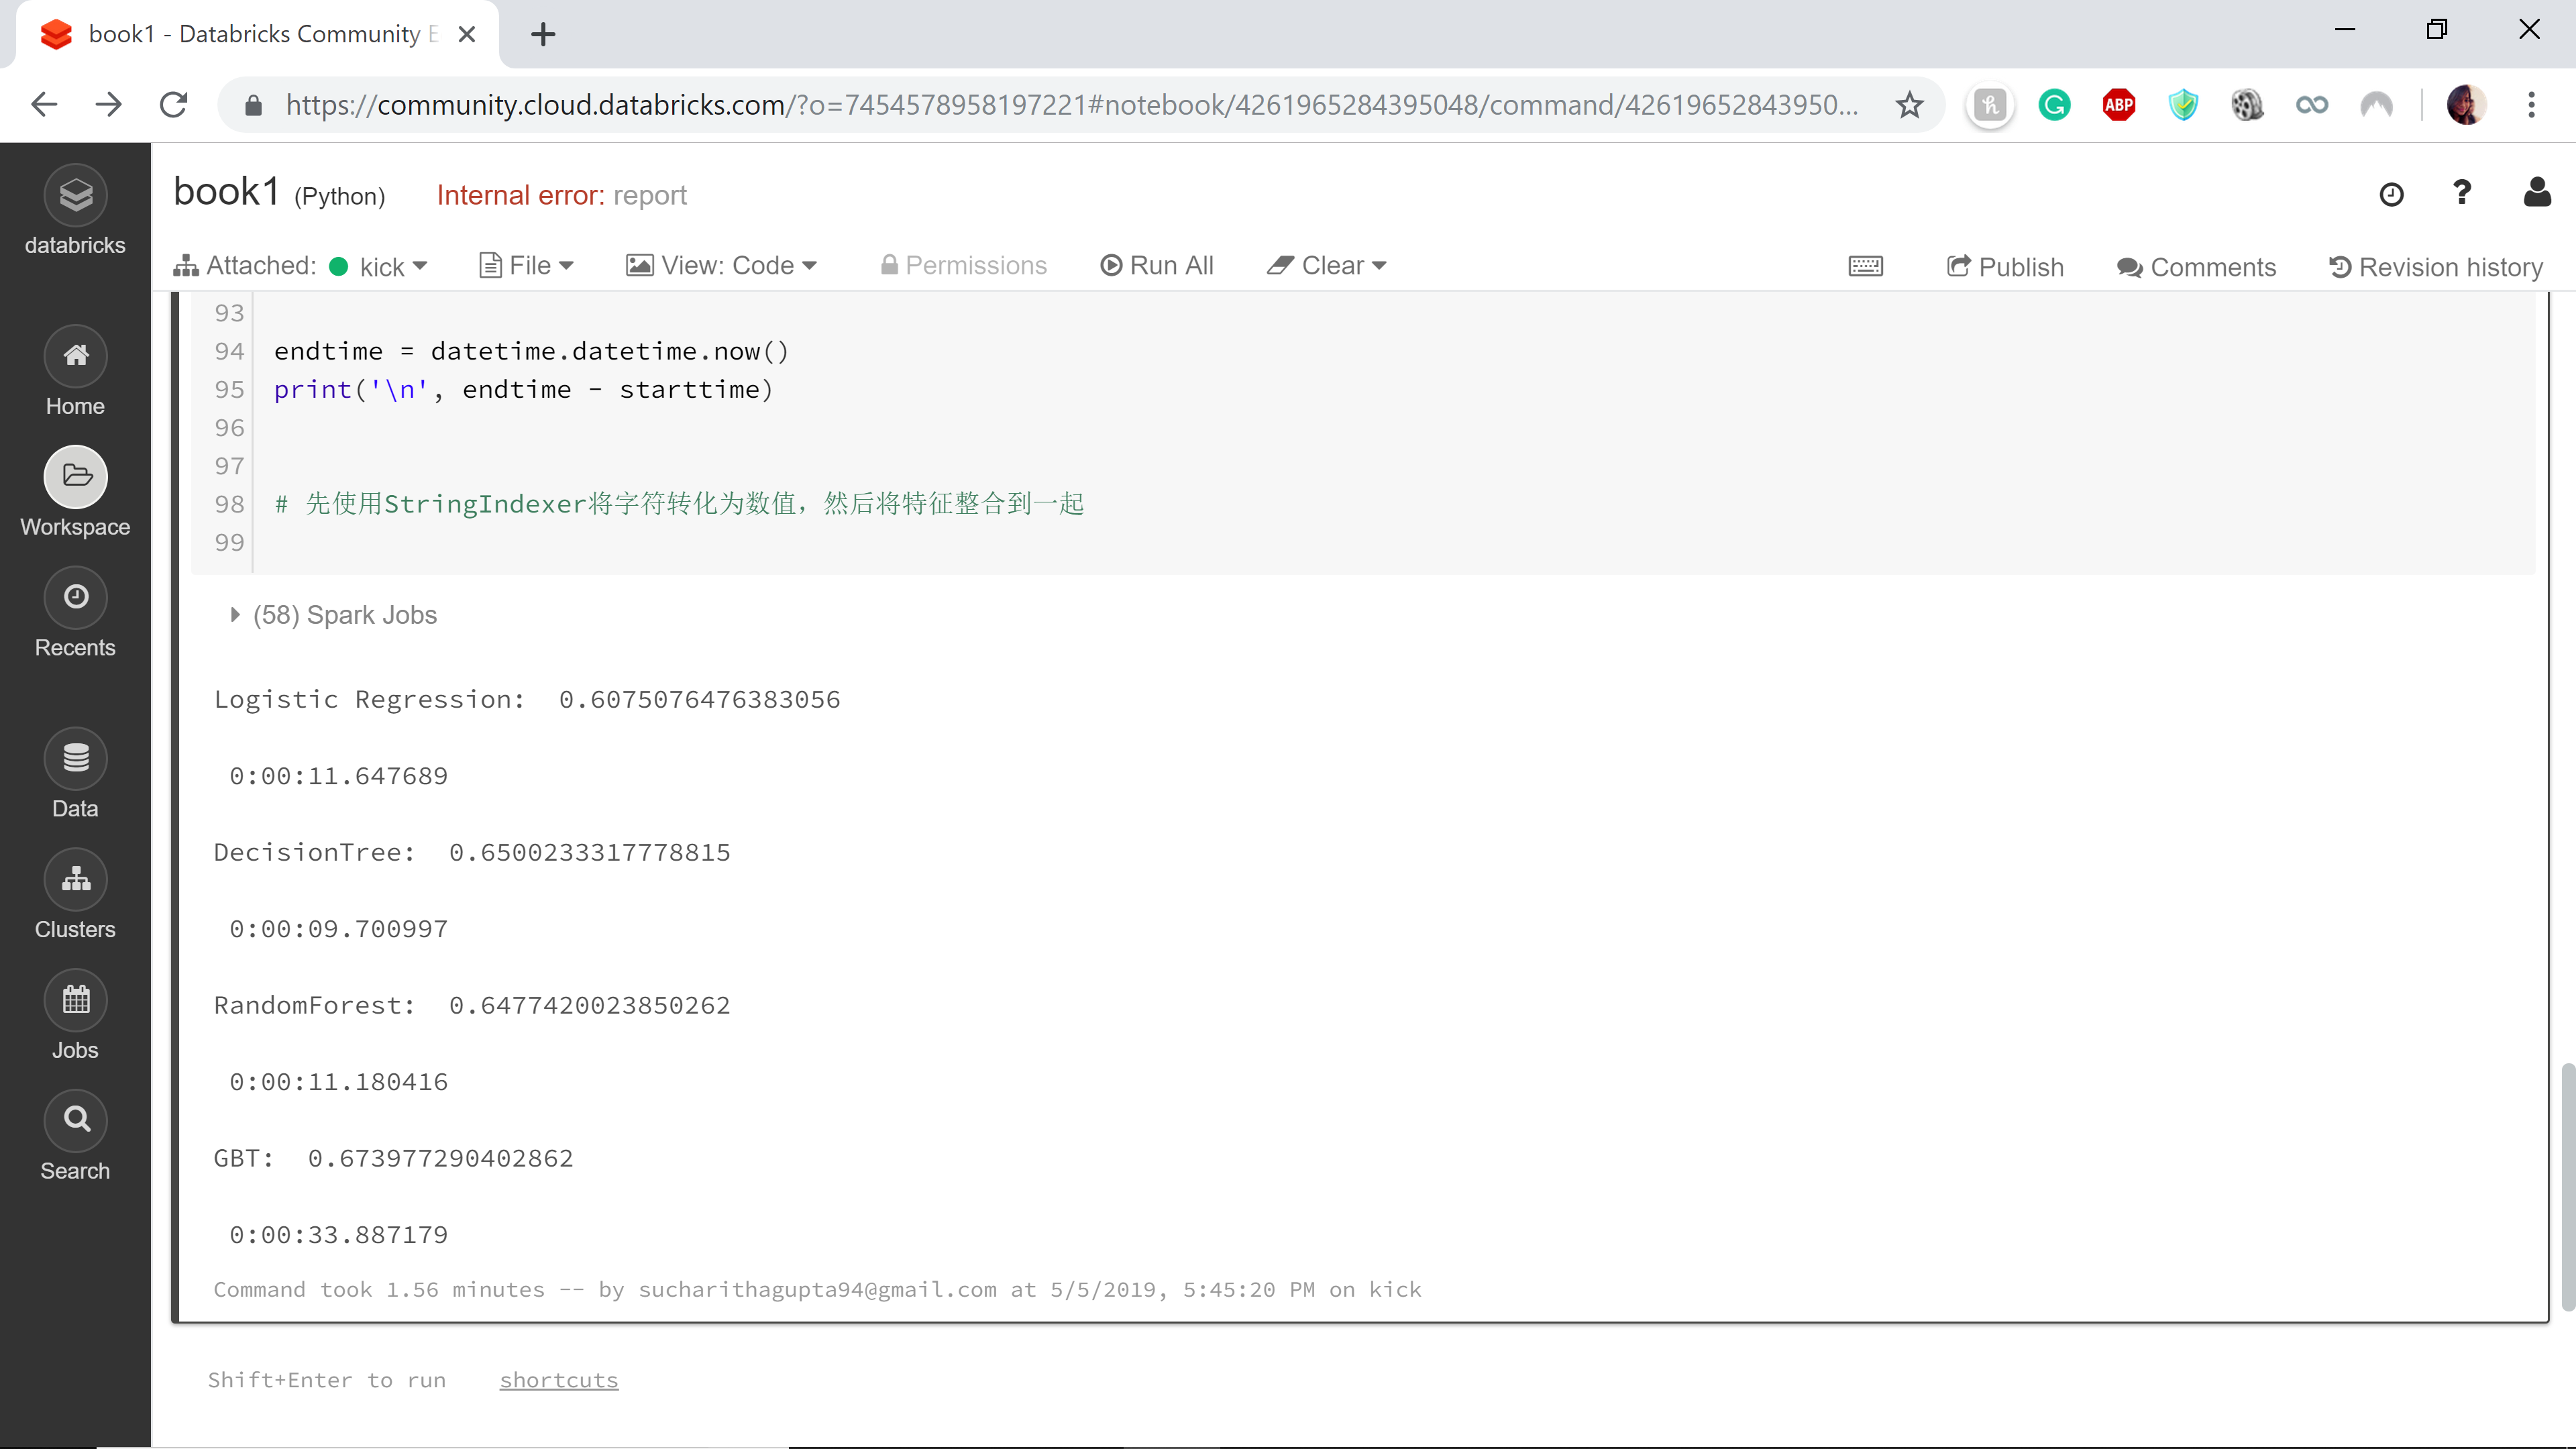 book1 - Databricks Community E
https://community.cloud.databricks.com/?o=7454578958197221#notebook/4261965284395048/command/42619652843950...
ABP
databricks
Home
Workspace
Recents
Data
Clusters
Jobs
Search
book1 (Python) Internal error: report
Attached: kick File View: Code Permissions Run All Clear Publish Comments Revision history
93
94 endtime = datetime.datetime.now()
95 print('\n', endtime - starttime)
96
97
98 # 先使用StringIndexer将字符转化为数值，然后将特征整合到一起
99
(58) Spark Jobs
Logistic Regression: 0.6075076476383056
0:00:11.647689
DecisionTree: 0.6500233317778815
0:00:09.700997
RandomForest: 0.6477420023850262
0:00:11.180416
GBT: 0.673977290402862
0:00:33.887179
Command took 1.56 minutes -- by sucharithagupta94@gmail.com at 5/5/2019, 5:45:20 PM on kick
Shift+Enter to run shortcuts